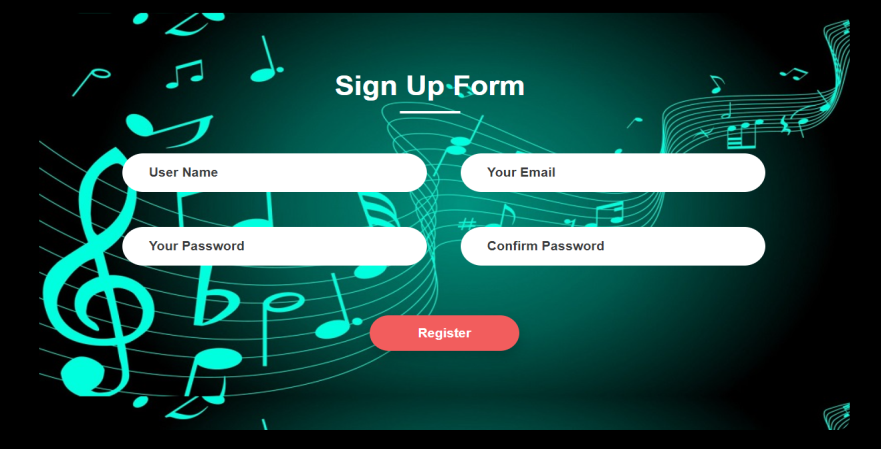 Sign Up Form
User Name
Your Email
Your Password
Confirm Password
Register